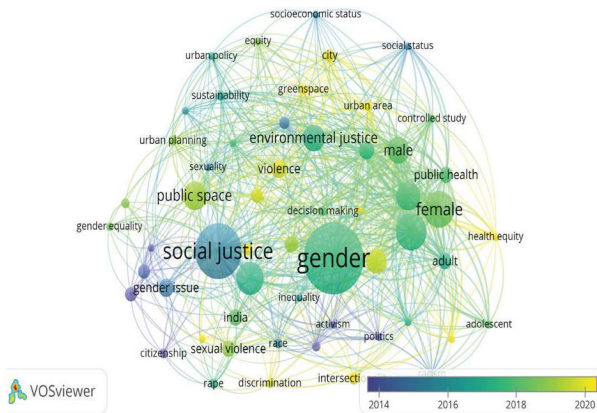 socioeconomic status
social status
equity
city
urban policy
greenspace
sustainability
urban area
controlled study
environmental justice
urban planning
male
sexuality
violence
public health
public space
decision making
female
gender equality
health equity
social justice
gender
adult
gender issue
inequality
india
activism
adolescent
politics
citizenship
sexual violence
race
racism
rape
discrimination
intersecti
VOSviewer
2014 2016 2018 2020